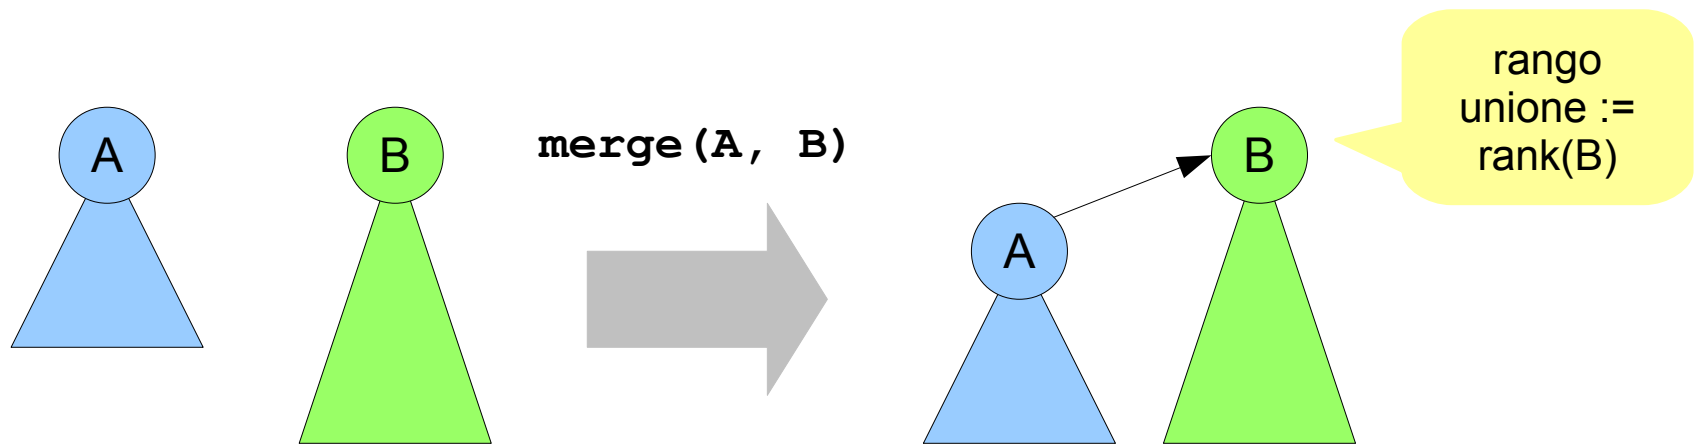 A
B
merge(A, B)
A
B
rango
unione :=
rank(B)